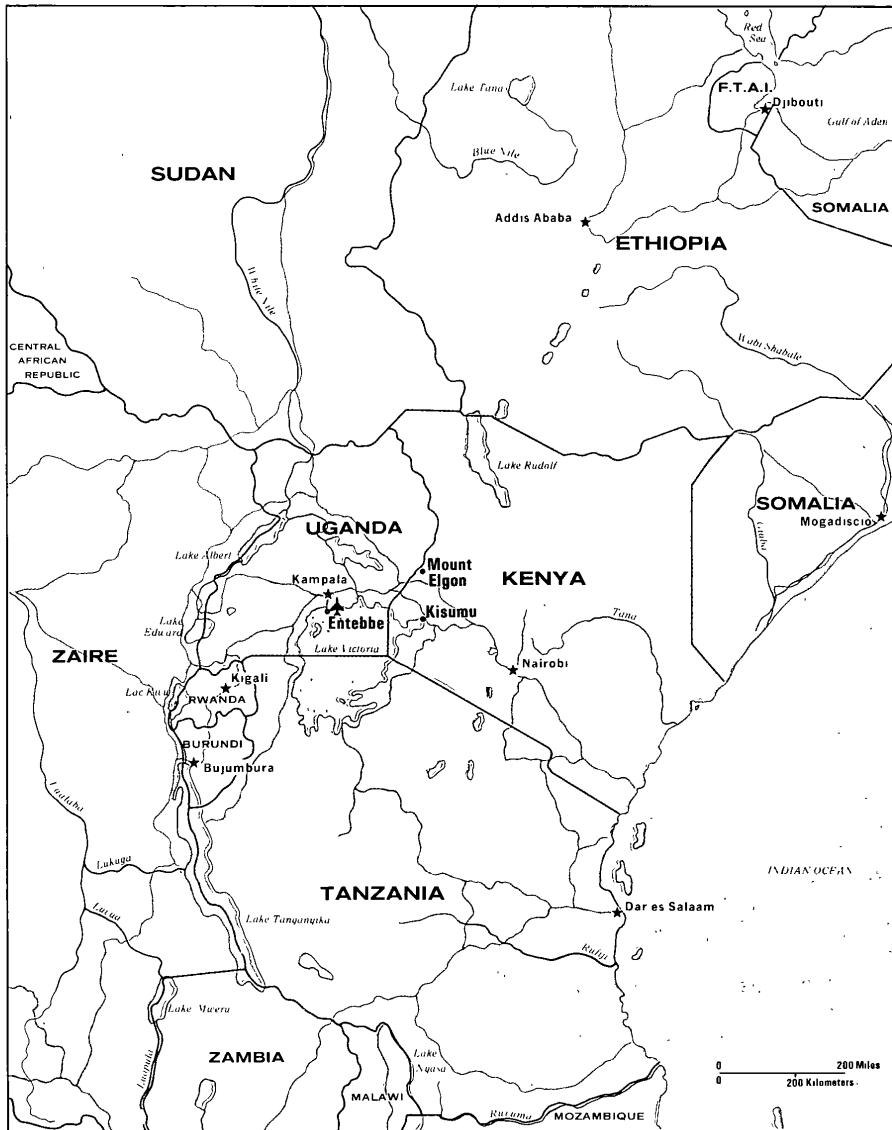 Red
Sea
Lake Tana
F.T.A.I.
Djibouti
Gulf of Aden
Blue Nile
SUDAN
SOMALIA
Addis Ababa
ETHIOPIA
White Nile
CENTRAL
AFRICAN
REPUBLIC
Wabi Shabale
Lake Rudolf
SOMALIA
Mogadiscio
UGANDA
Lake Albert
Mount
Elgon
KENYA
Kampala
Kisumu
Entebbe
Lake
Eduard
Tana
ZAIRE
Lake Victoria
Nairobi
Kigali
Lac Kivu
RWANDA
BURUNDI
Bujumbura
Lualaba
Lukuga
INDIAN OCEAN
TANZANIA
Dar es Salaam
Lake Tanganyika
Rufiji
Lake Mweru
ZAMBIA
Luapula
Lake
Nyasa
MALAWI
Ruvuma
MOZAMBIQUE
0 200 Miles
0 200 Kilometers